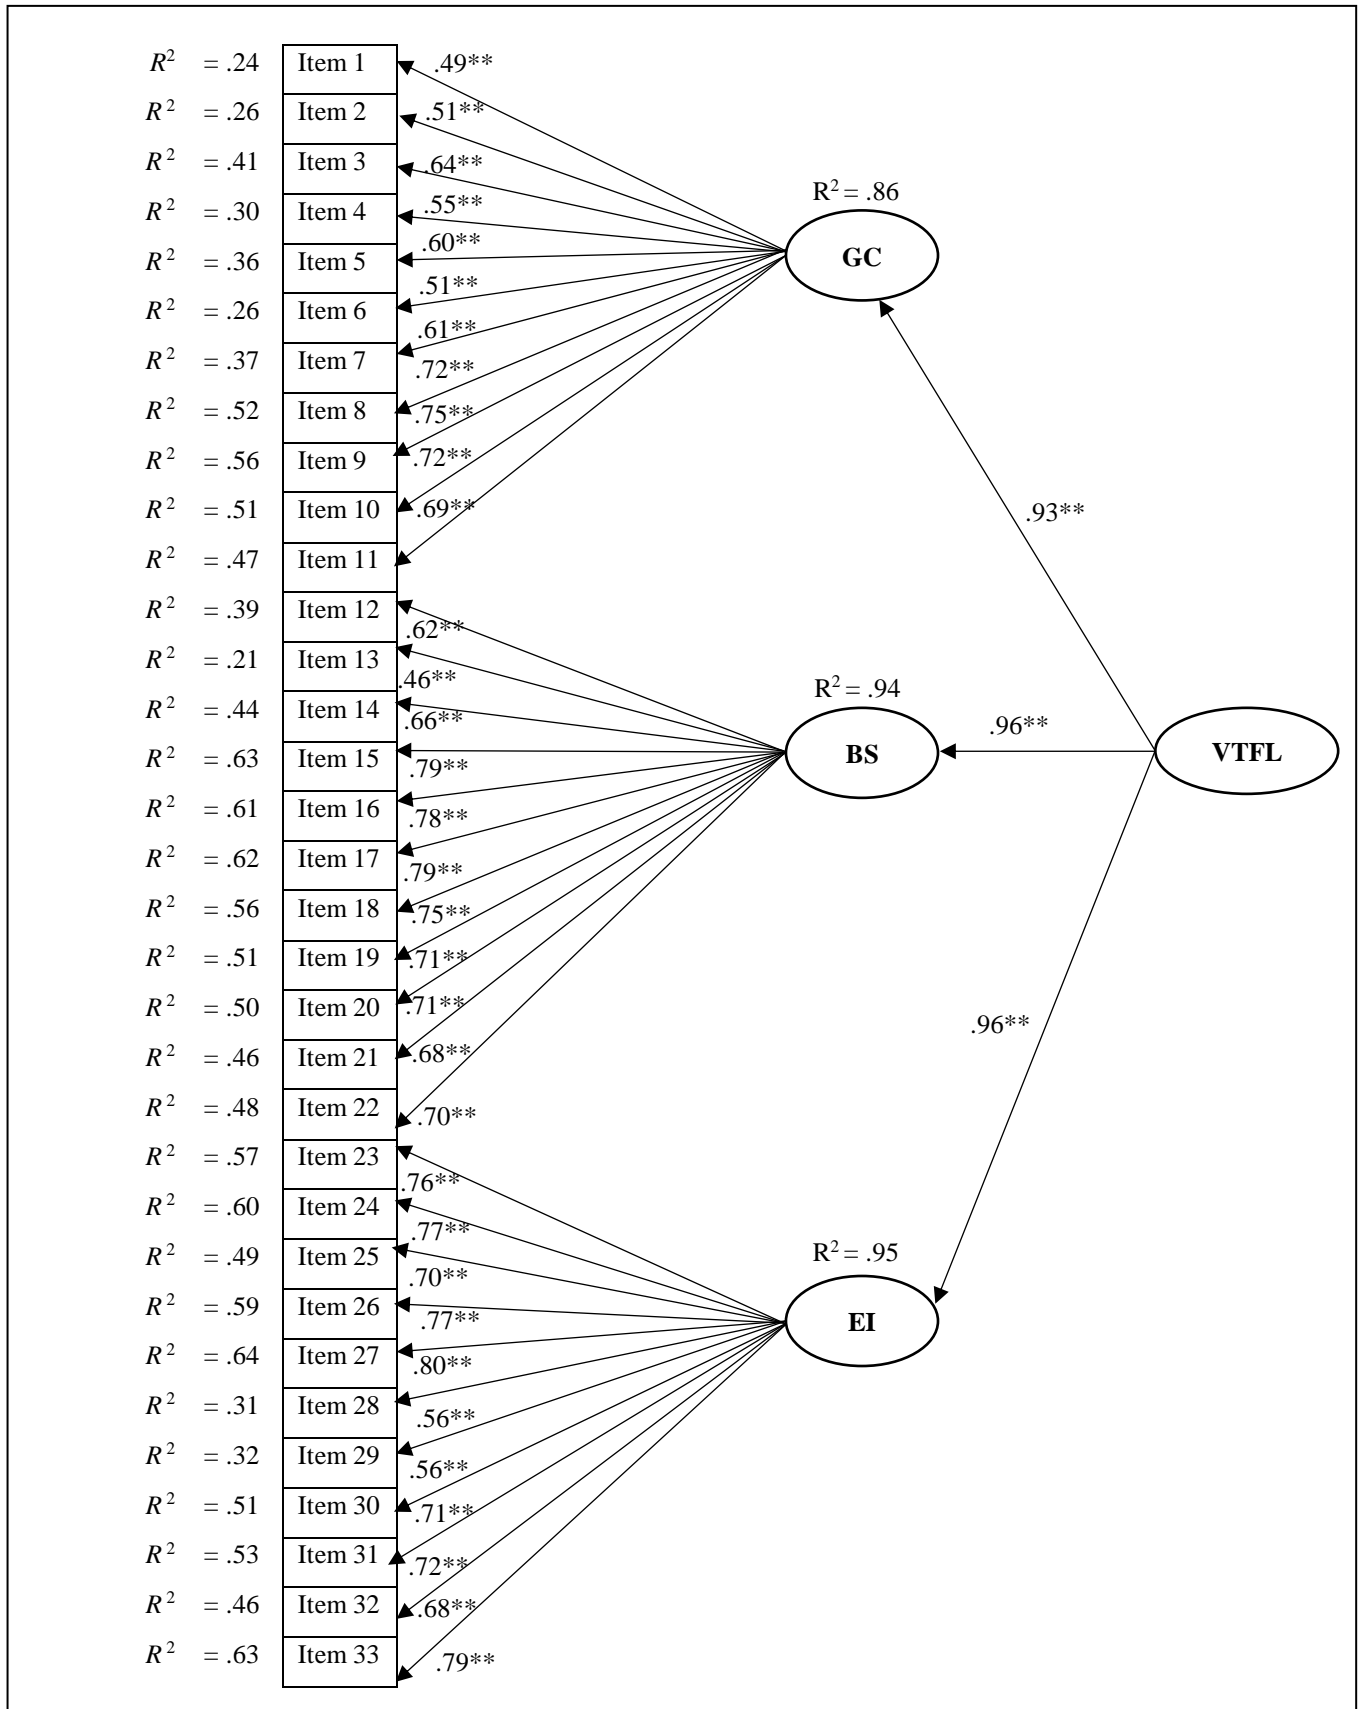 R² = .24 Item 1 .49**
R² = .26 Item 2 .51**
R² = .41 Item 3 .64**
R² = .86
R² = .30 Item 4 .55**
R² = .36 Item 5 .60**
GC
R² = .26 Item 6 .51**
R² = .37 Item 7 .61**
R² = .52 Item 8 .72**
R² = .56 Item 9 .75**
R² = .51 Item 10 .72**
R² = .47 Item 11 .69**
.93**
R² = .39 Item 12 .62**
R² = .21 Item 13 .46**
R² = .94
R² = .44 Item 14 .66**
R² = .63 Item 15 .79**
BS
.96**
VTFL
R² = .61 Item 16 .78**
R² = .62 Item 17 .79**
R² = .56 Item 18 .75**
R² = .51 Item 19 .71**
R² = .50 Item 20 .71**
R² = .46 Item 21 .68**
.96**
R² = .48 Item 22 .70**
R² = .57 Item 23 .76**
R² = .60 Item 24 .77**
R² = .49 Item 25 .70**
R² = .95
R² = .59 Item 26 .77**
EI
R² = .64 Item 27 .80**
R² = .31 Item 28 .56**
R² = .32 Item 29 .56**
R² = .51 Item 30 .71**
R² = .53 Item 31 .72**
R² = .46 Item 32 .68**
R² = .63 Item 33 .79**